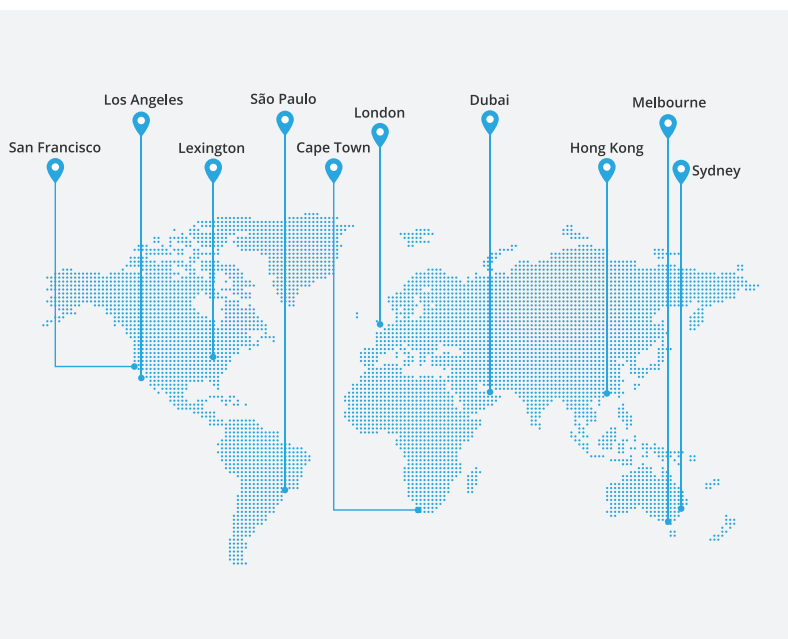 Los Angeles
São Paulo
London
Dubai
Melbourne
San Francisco
Lexington
Cape Town
Hong Kong
Sydney